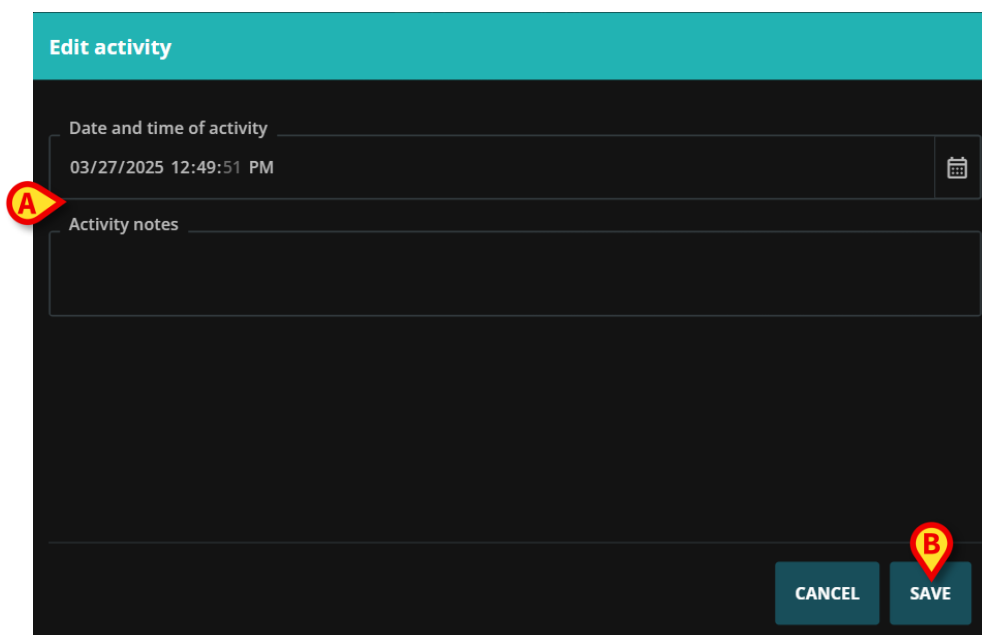 Edit activity
Date and time of activity
03/27/2025 12:49:51 PM
A
Activity notes
B
CANCEL SAVE